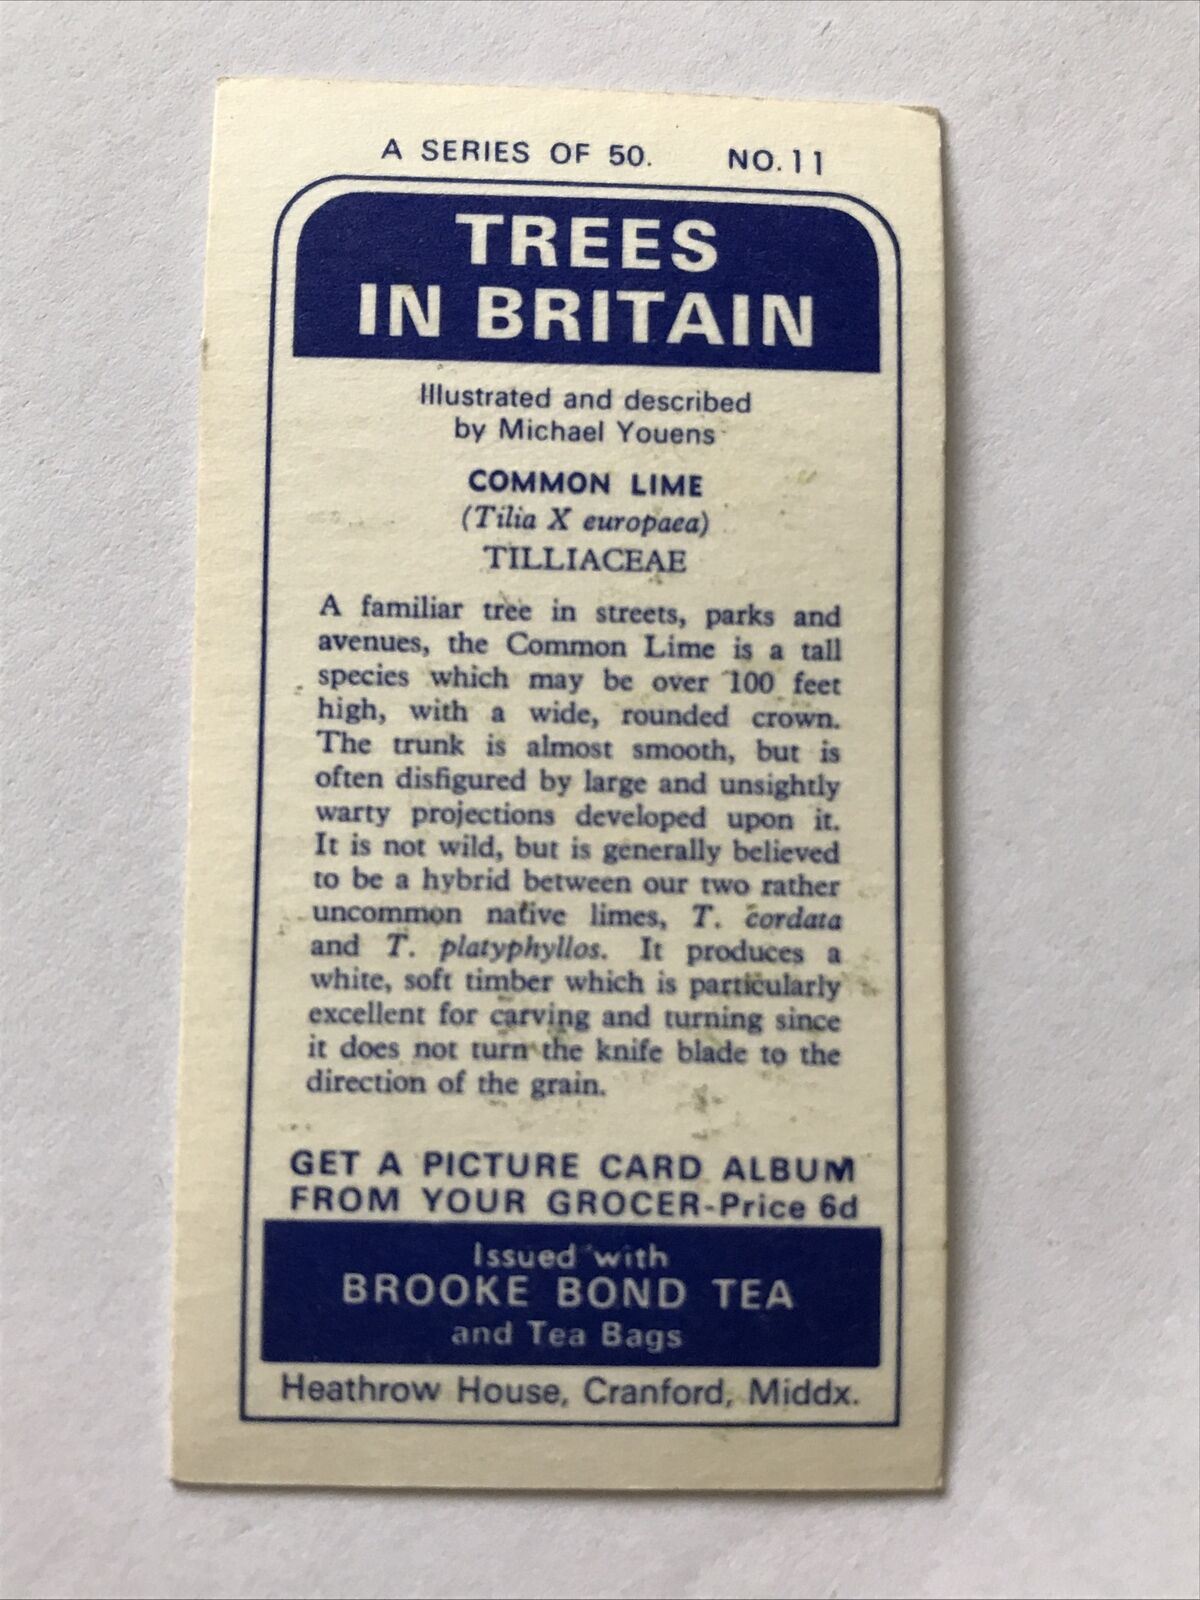 A SERIES OF 50. NO.11
TREES
IN BRITAIN
Illustrated and described
by Michael Youens
COMMON LIME
(Tilia X europaea)
TILLIACEAE
A familiar tree in streets, parks and
avenues, the Common Lime is a tall
species which may be over 100 feet
high, with a wide, rounded crown.
The trunk is almost smooth, but is
often disfigured by large and unsightly
warty projections developed upon it.
It is not wild, but is generally believed
to be a hybrid between our two rather
uncommon native limes, T. cordata
and T. platyphyllos. It produces a
white, soft timber which is particularly
excellent for carving and turning since
it does not turn the knife blade to the
direction of the grain.
GET A PICTURE CARD ALBUM
FROM YOUR GROCER-Price 6d
Issued with
BROOKE BOND TEA
and Tea Bags
Heathrow House, Cranford, Middx.